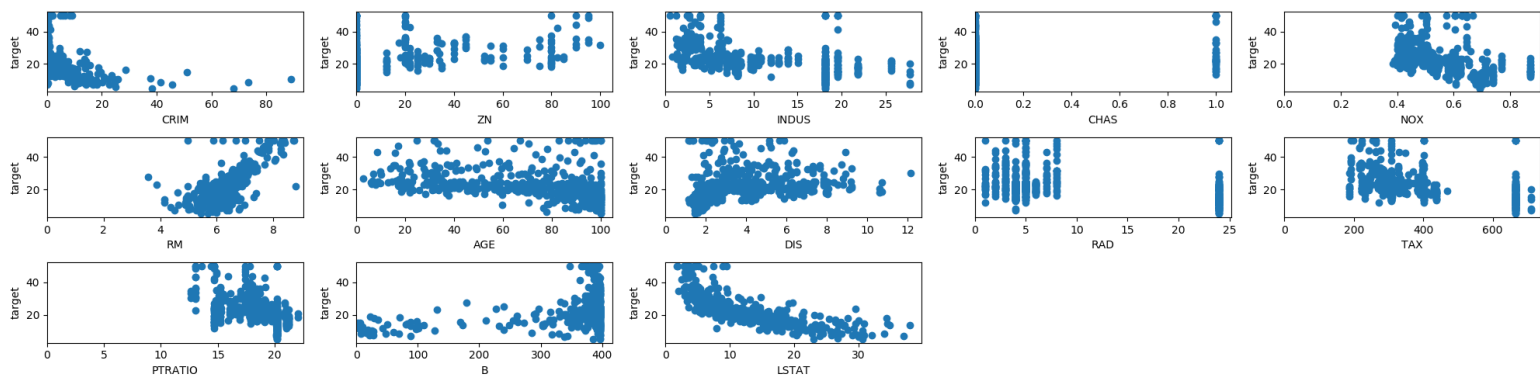 target
40
20
0 20 40 60 80
CRIM
target
40
20
0 20 40 60 80 100
ZN
target
40
20
0 5 10 15 20 25
INDUS
target
40
20
0.0 0.2 0.4 0.6 0.8 1.0
CHAS
target
40
20
0.0 0.2 0.4 0.6 0.8
NOX
target
40
20
0 2 4 6 8
RM
target
40
20
0 20 40 60 80 100
AGE
target
40
20
0 2 4 6 8 10 12
DIS
target
40
20
0 5 10 15 20 25
RAD
target
40
20
0 200 400 600
TAX
target
40
20
0 5 10 15 20
PTRATIO
target
40
20
0 100 200 300 400
B
target
40
20
0 10 20 30
LSTAT